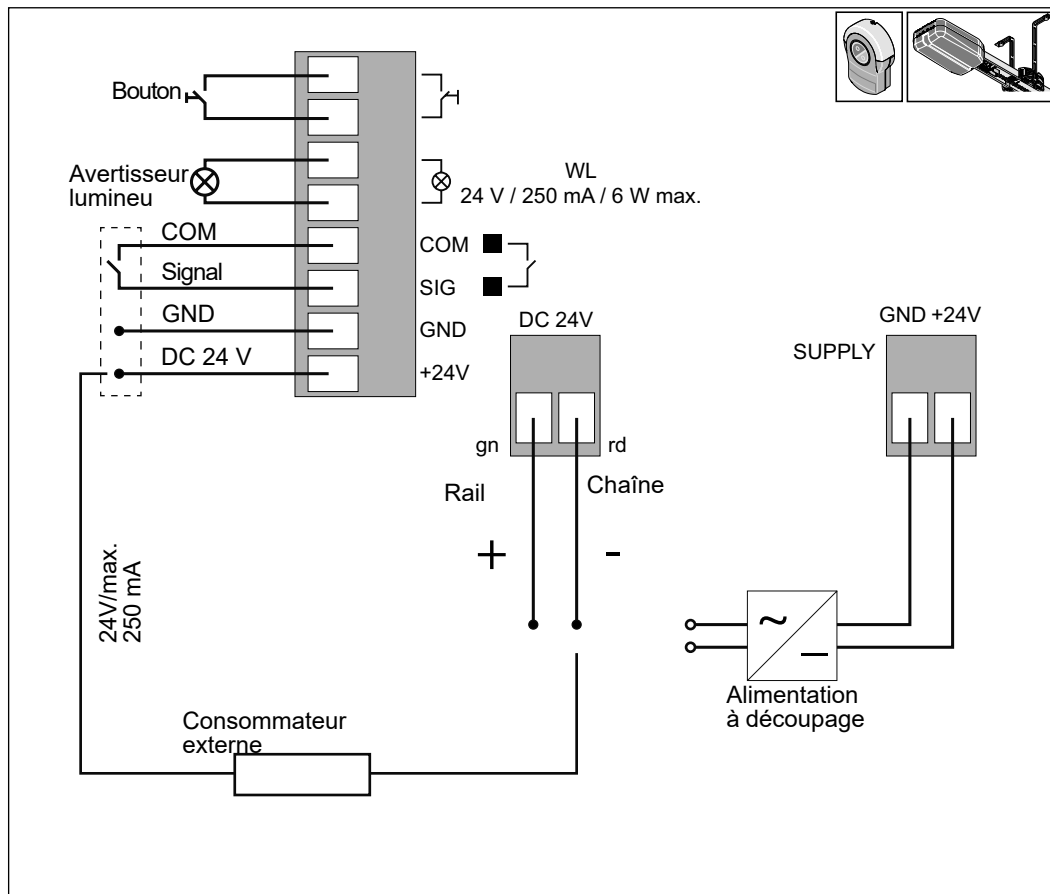 Bouton
Avertisseur
lumineu
WL
24 V / 250 mA / 6 W max.
COM
COM
Signal
SIG
GND
GND
DC 24 V
+24V
DC 24V
gn
rd
Rail
Chaîne
+
-
GND +24V
SUPPLY
24V/max.
250 mA
Consommateur
externe
Alimentation
à découpage